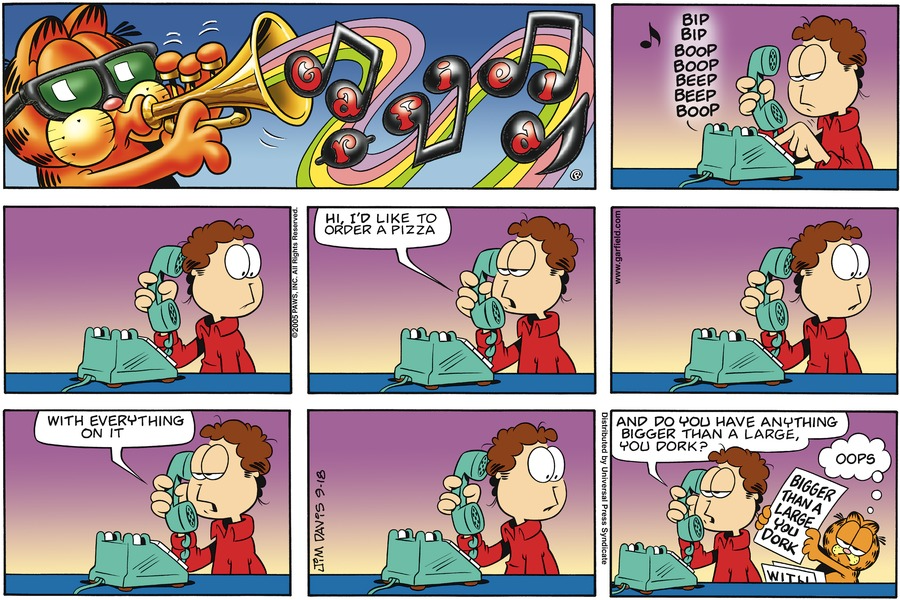 Garfield
R
BIP
BIP
BOOP
BOOP
BEEP
BEEP
BOOP
©2005 PAWS, INC. All Rights Reserved.
HI, I'D LIKE TO
ORDER A PIZZA
www.garfield.com
WITH EVERYTHING
ON IT
JIM DAVIS 9-18
Distributed by Universal Press Syndicate
AND DO YOU HAVE ANYTHING
BIGGER THAN A LARGE,
YOU DORK?
OOPS
BIGGER
THAN A
LARGE,
YOU
DORK
WITH